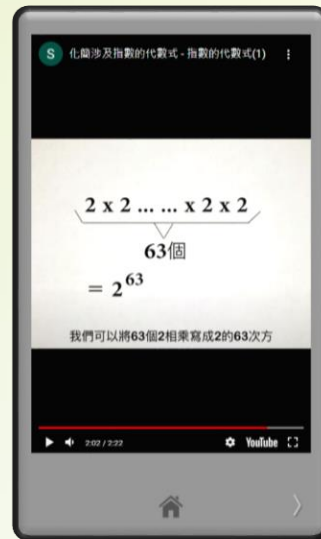 S 化簡涉及指數的代數式 - 指數的代數式(1)
2 x 2 ... ... x 2 x 2
63個
= 2^63
我們可以將63個2相乘寫成2的63次方
2:02 / 2:22 YouTube